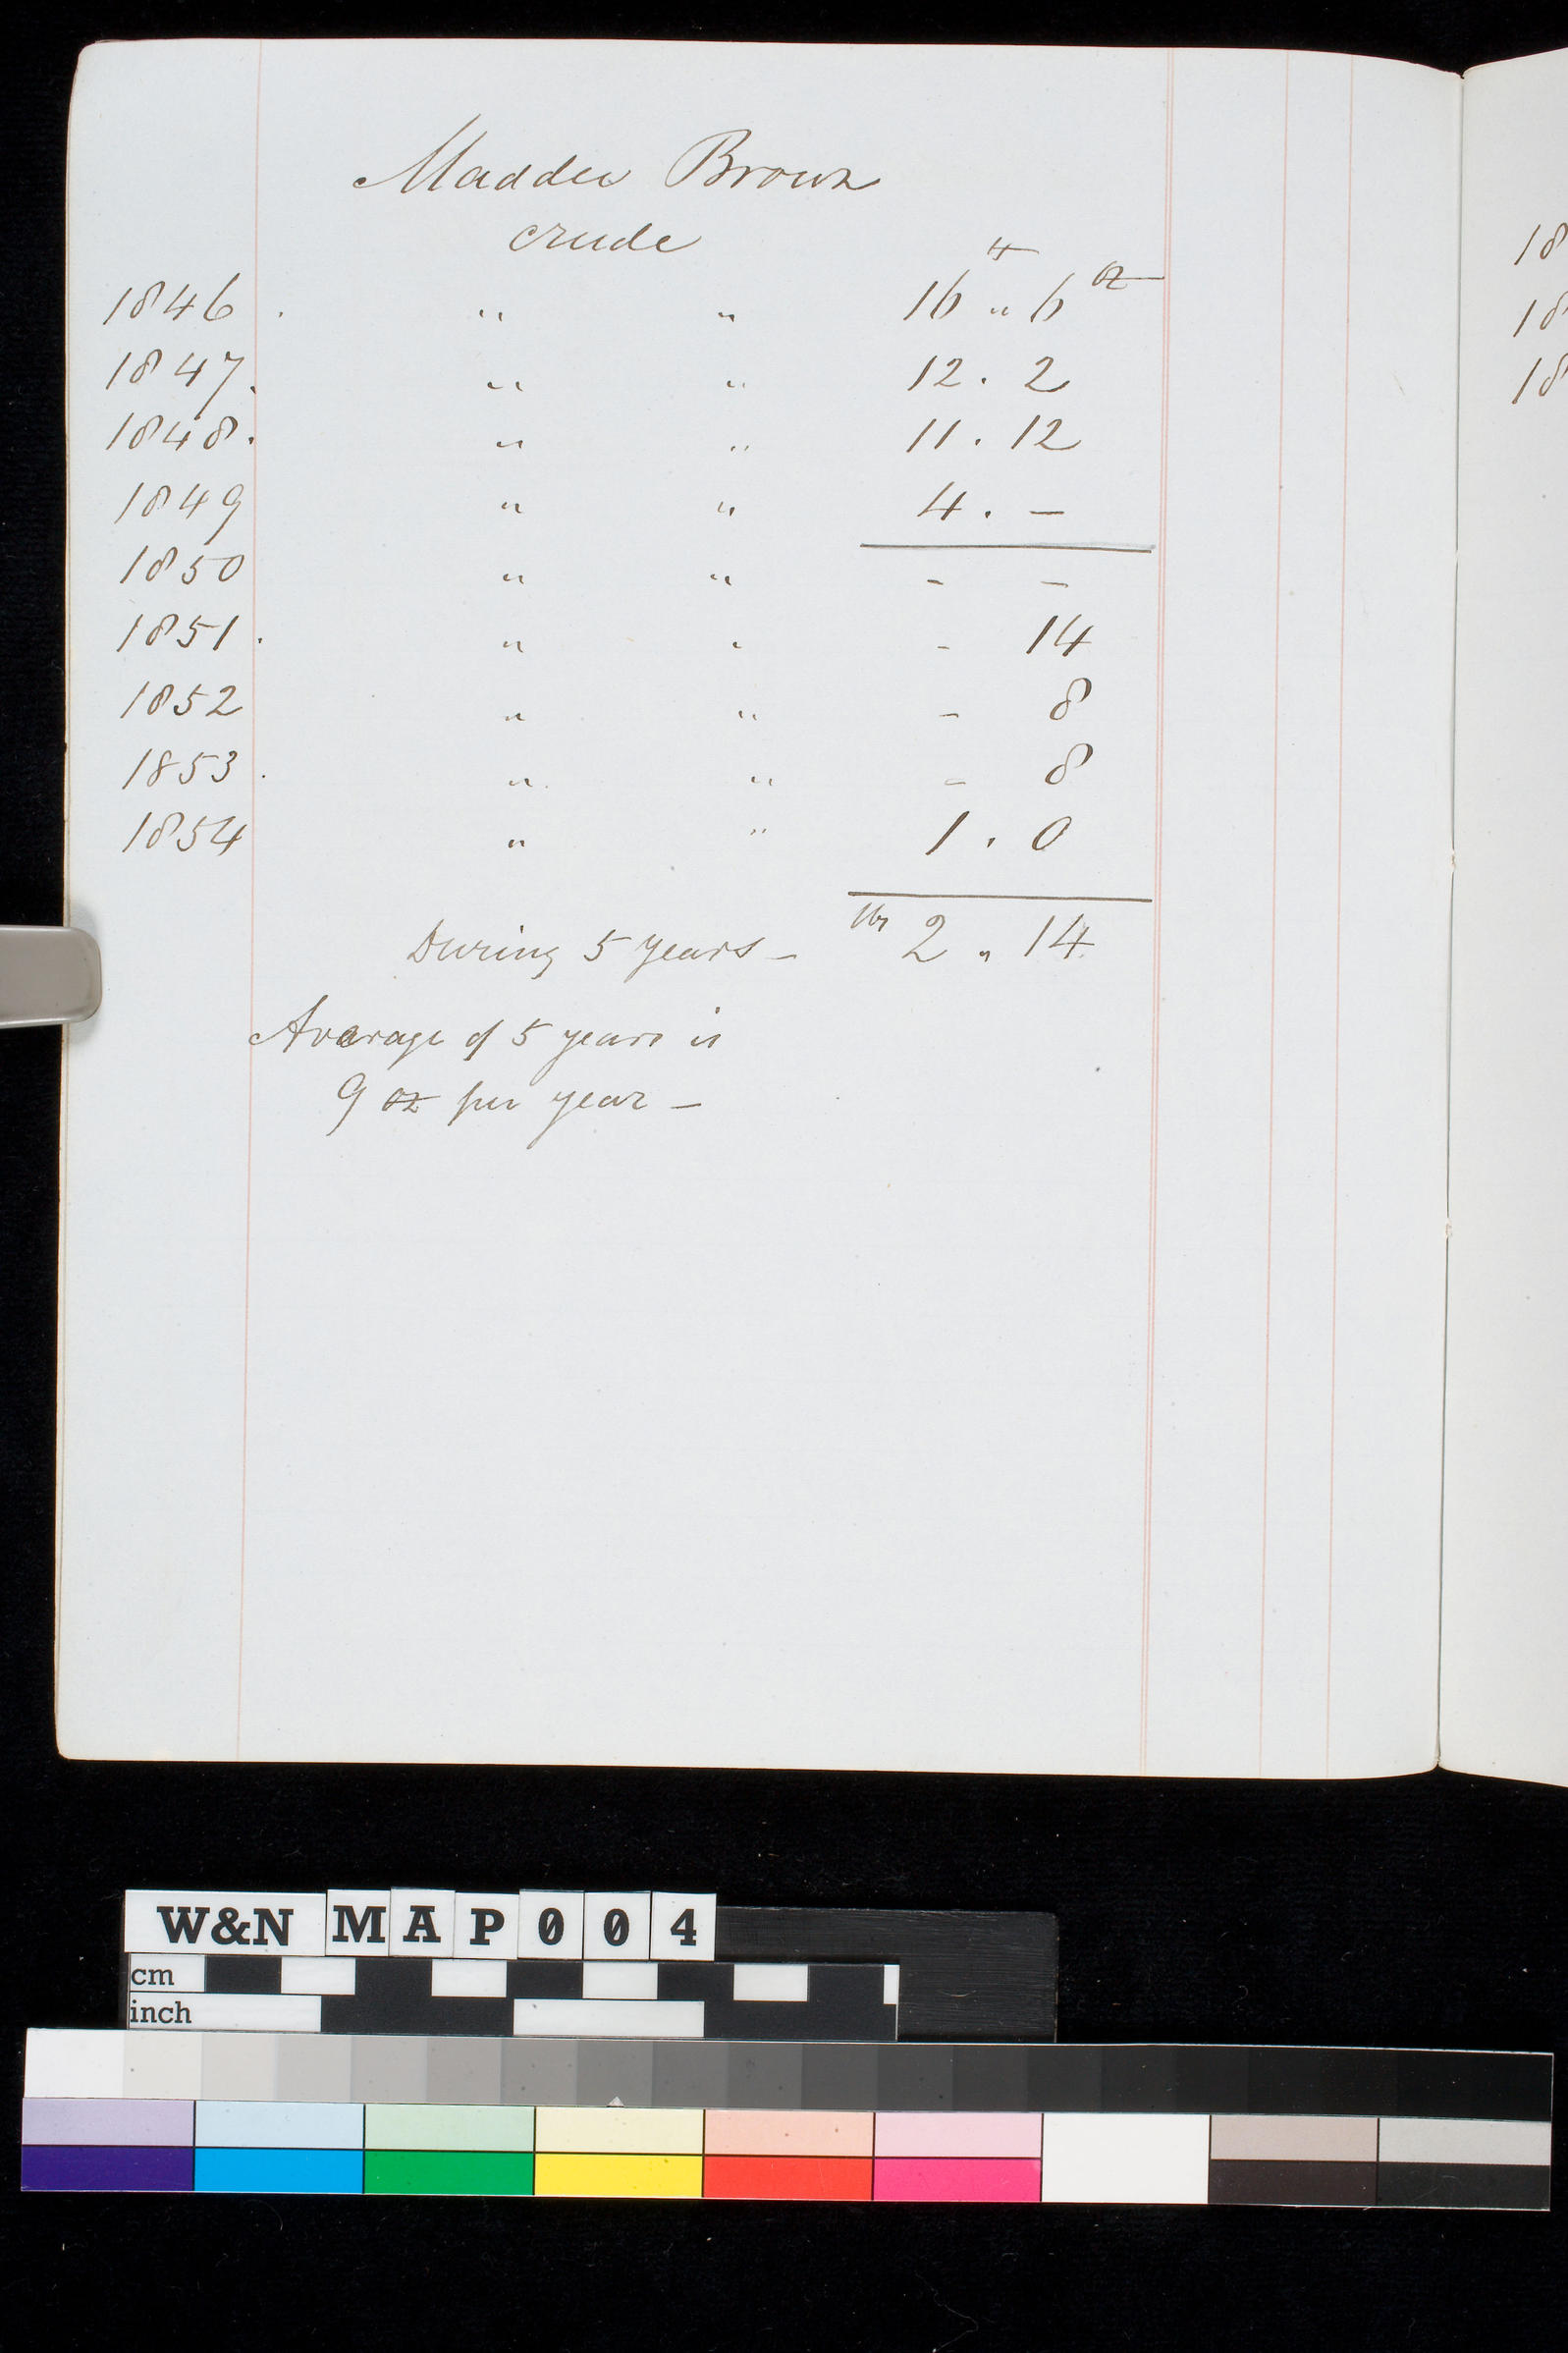 Madder Brown
crude
1846 . " " 16 " 6 oz
1847. " " 12 . 2
1848. " " 11 . 12
1849 " " 4 . –
1850 " " – –
1851 . " " – 14
1852 " " – 8
1853 . " " – 8
1854 " " 1 . 0
During 5 years – lbs 2 " 14
Average of 5 years is
9 oz per year –
18
18
18
W&N MAP004
cm
inch